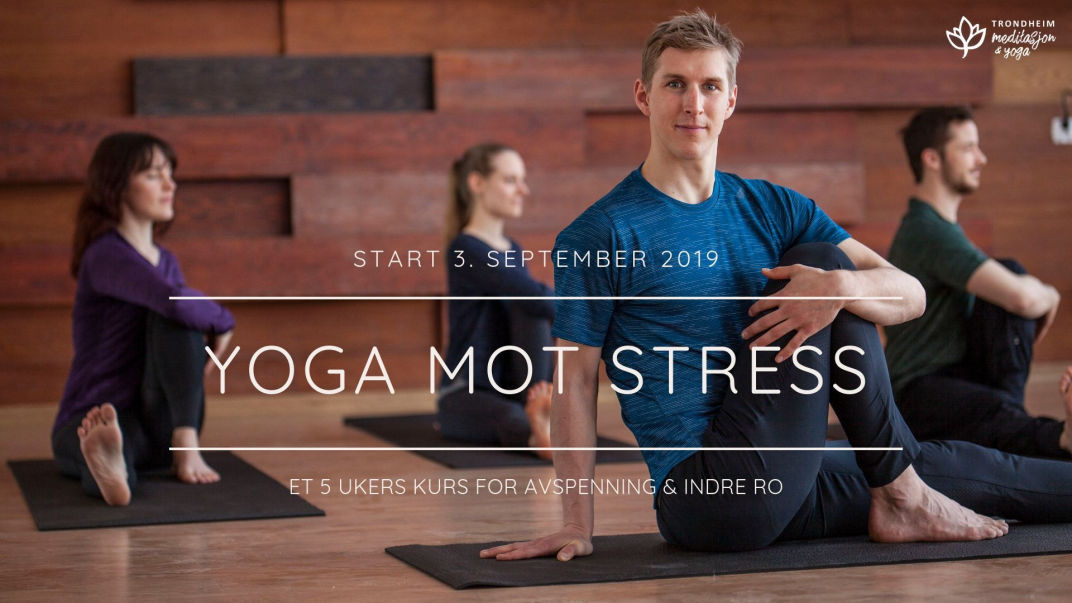 TRONDHEIM
meditasjon
& yoga
START 3. SEPTEMBER 2019
YOGA MOT STRESS
ET 5 UKERS KURS FOR AVSPENNING & INDRE RO